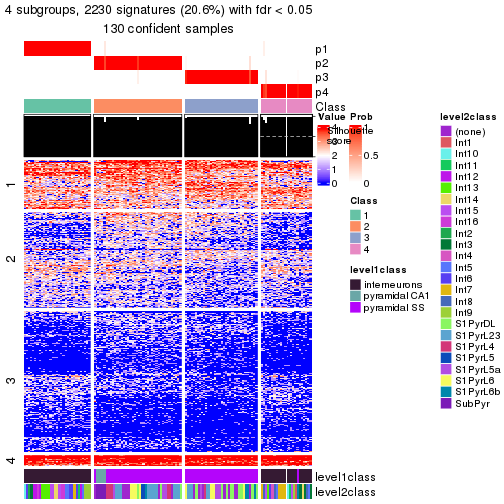 4 subgroups, 2230 signatures (20.6%) with fdr < 0.05
130 confident samples
p1
p2
p3
p4
Class
Silhouette
score
1
2
3
4
level1class
level2class
Value
4
3
2
1
0
Prob
1
0.5
0
Class
1
2
3
4
level1class
interneurons
pyramidal CA1
pyramidal SS
level2class
(none)
Int1
Int10
Int11
Int12
Int13
Int14
Int15
Int16
Int2
Int3
Int4
Int5
Int6
Int7
Int8
Int9
S1PyrDL
S1PyrL23
S1PyrL4
S1PyrL5
S1PyrL5a
S1PyrL6
S1PyrL6b
SubPyr